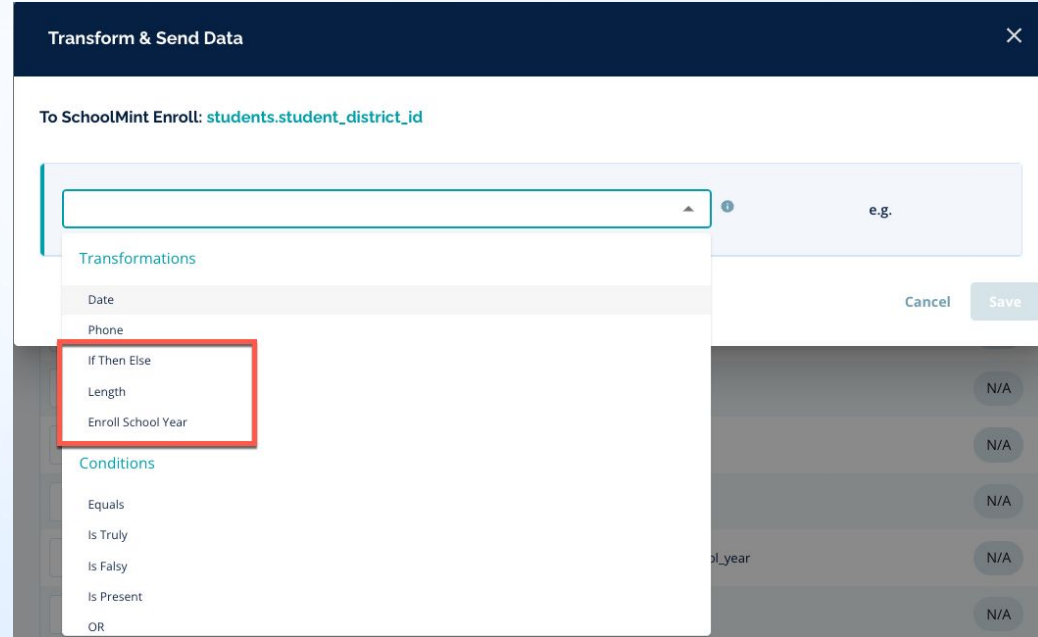 Transform & Send Data
To SchoolMint Enroll: students.student_district_id
e.g.
Transformations
Date
Cancel
Save
Phone
If Then Else
Length
N/A
Enroll School Year
N/A
Conditions
Equals
N/A
Is Truly
ol_year
N/A
Is Falsy
Is Present
N/A
OR